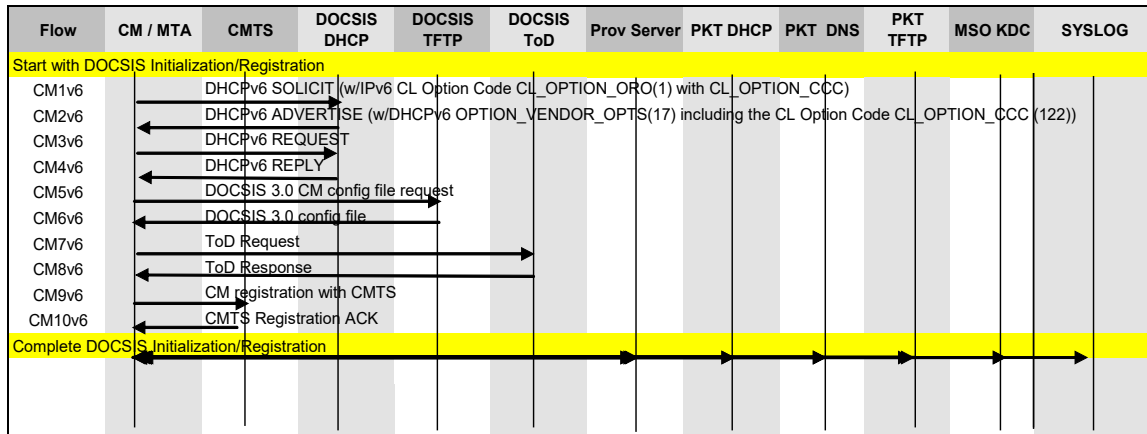 Flow CM / MTA CMTS DOCSIS DHCP DOCSIS TFTP DOCSIS ToD Prov Server PKT DHCP PKT DNS PKT TFTP MSO KDC SYSLOG
Start with DOCSIS Initialization/Registration
CM1v6 DHCPv6 SOLICIT (w/IPv6 CL Option Code CL_OPTION_ORO(1) with CL_OPTION_CCC)
CM2v6 DHCPv6 ADVERTISE (w/DHCPv6 OPTION_VENDOR_OPTS(17) including the CL Option Code CL_OPTION_CCC (122))
CM3v6 DHCPv6 REQUEST
CM4v6 DHCPv6 REPLY
CM5v6 DOCSIS 3.0 CM config file request
CM6v6 DOCSIS 3.0 config file
CM7v6 ToD Request
CM8v6 ToD Response
CM9v6 CM registration with CMTS
CM10v6 CMTS Registration ACK
Complete DOCSIS Initialization/Registration